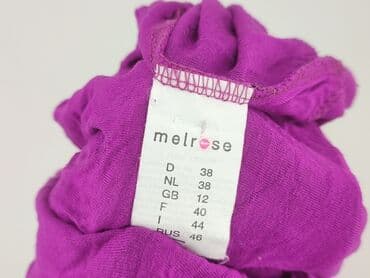 melrose
D 38
NL 38
GB 12
F 40
I 44
RUS 46